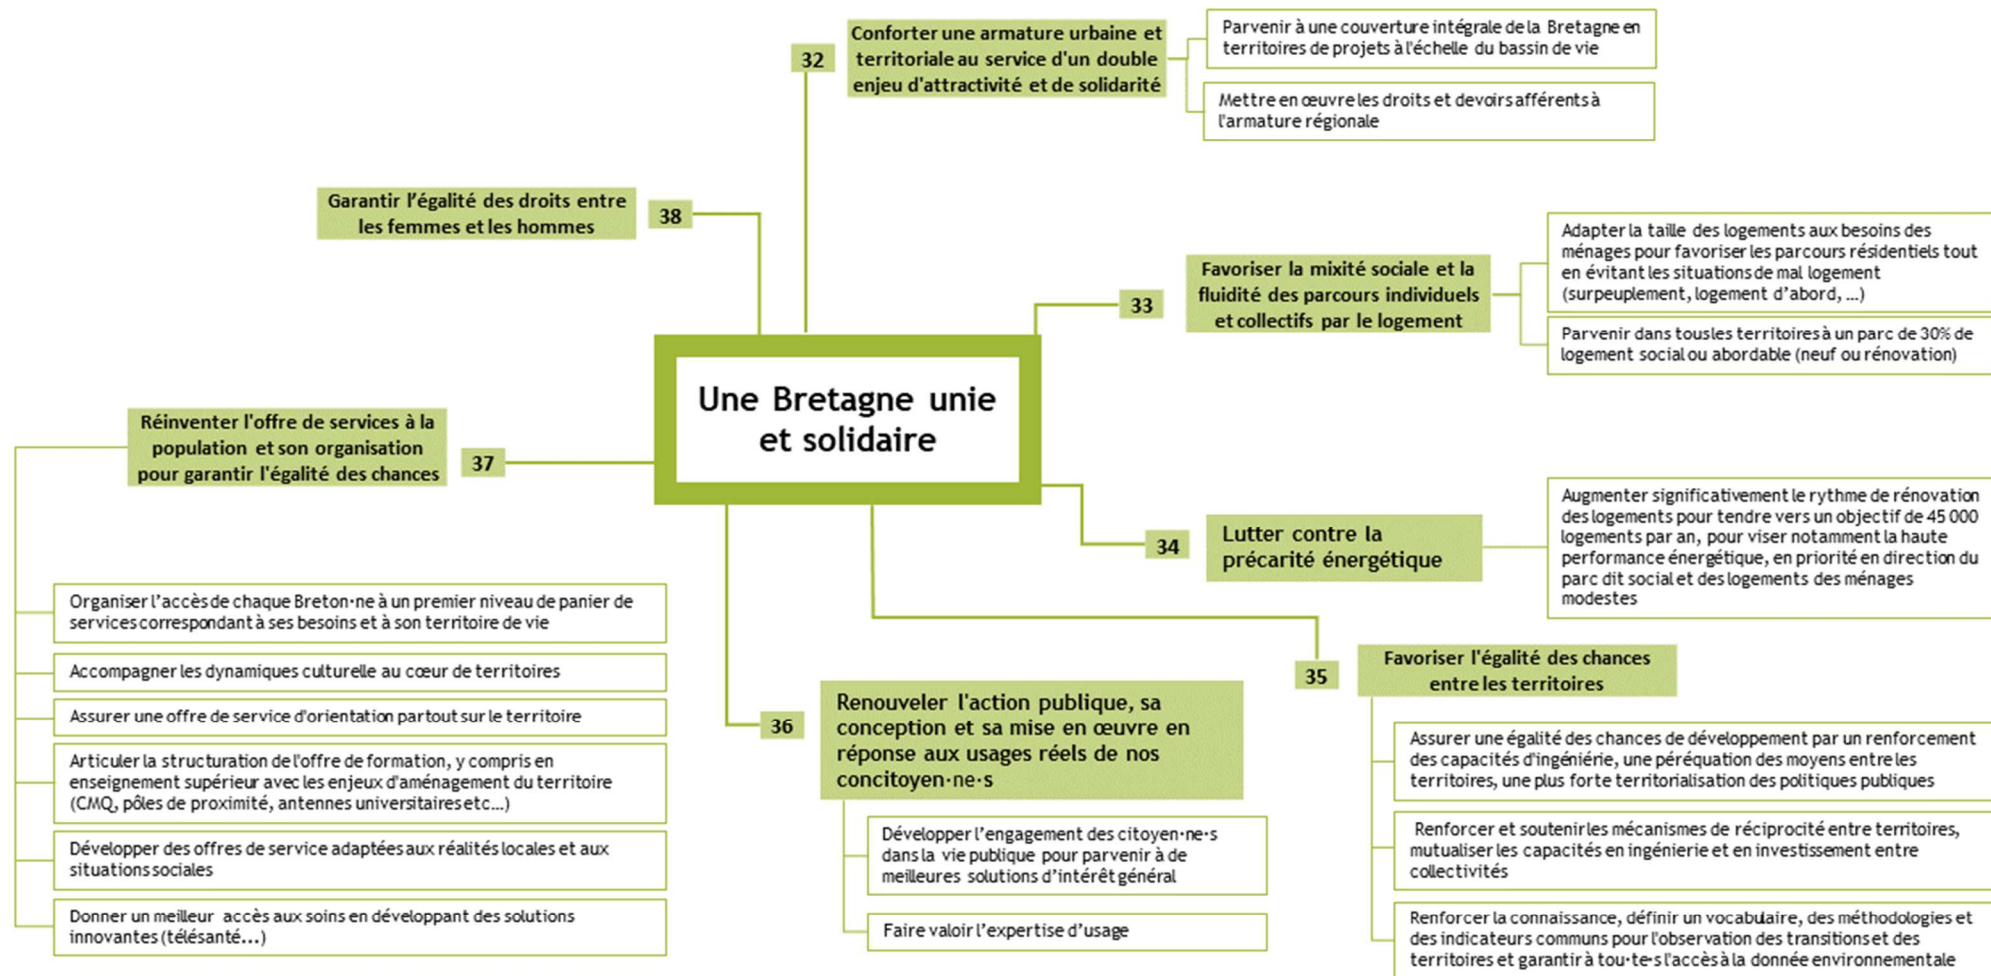 Une Bretagne unie
et solidaire
32
Conforter une armature urbaine et
territoriale au service d'un double
enjeu d'attractivité et de solidarité
Parvenir à une couverture intégrale de la Bretagne en
territoires de projets à l'échelle du bassin de vie
Mettre en œuvre les droits et devoirs afférents à
l'armature régionale
33
Favoriser la mixité sociale et la
fluidité des parcours individuels
et collectifs par le logement
Adapter la taille des logements aux besoins des
ménages pour favoriser les parcours résidentiels tout
en évitant les situations de mal logement
(surpeuplement, logement d’abord, …)
Parvenir dans tousles territoires à un parc de 30% de
logement social ou abordable (neuf ou rénovation)
34
Lutter contre la
précarité énergétique
Augmenter significativement le rythme de rénovation
des logements pour tendre vers un objectif de 45 000
logements par an, pour viser notamment la haute
performance énergétique, en priorité en direction du
parc dit social et des logements des ménages
modestes
35
Favoriser l'égalité des chances
entre les territoires
Assurer une égalité des chances de développement par un renforcement
des capacités d'ingéniérie, une péréquation des moyens entre les
territoires, une plus forte territorialisation des politiques publiques
Renforcer et soutenir les mécanismes de réciprocité entre territoires,
mutualiser les capacités en ingénierie et en investissement entre
collectivités
Renforcer la connaissance, définir un vocabulaire, des méthodologies et
des indicateurs communs pour l'observation des transitions et des
territoires et garantir à tou·te·s l'accès à la donnée environnementale
36
Renouveler l'action publique, sa
conception et sa mise en œuvre en
réponse aux usages réels de nos
concitoyen·ne·s
Développer l’engagement des citoyen·ne·s
dans la vie publique pour parvenir à de
meilleures solutions d’intérêt général
Faire valoir l’expertise d’usage
37
Réinventer l'offre de services à la
population et son organisation
pour garantir l'égalité des chances
Organiser l’accès de chaque Breton·ne à un premier niveau de panier de
services correspondant à ses besoins et à son territoire de vie
Accompagner les dynamiques culturelle au cœur de territoires
Assurer une offre de service d'orientation partout sur le territoire
Articuler la structuration de l'offre de formation, y compris en
enseignement supérieur avec les enjeux d'aménagement du territoire
(CMQ, pôles de proximité, antennes universitaires etc…)
Développer des offres de service adaptées aux réalités locales et aux
situations sociales
Donner un meilleur accès aux soins en développant des solutions
innovantes (télésanté...)
38
Garantir l’égalité des droits entre
les femmes et les hommes